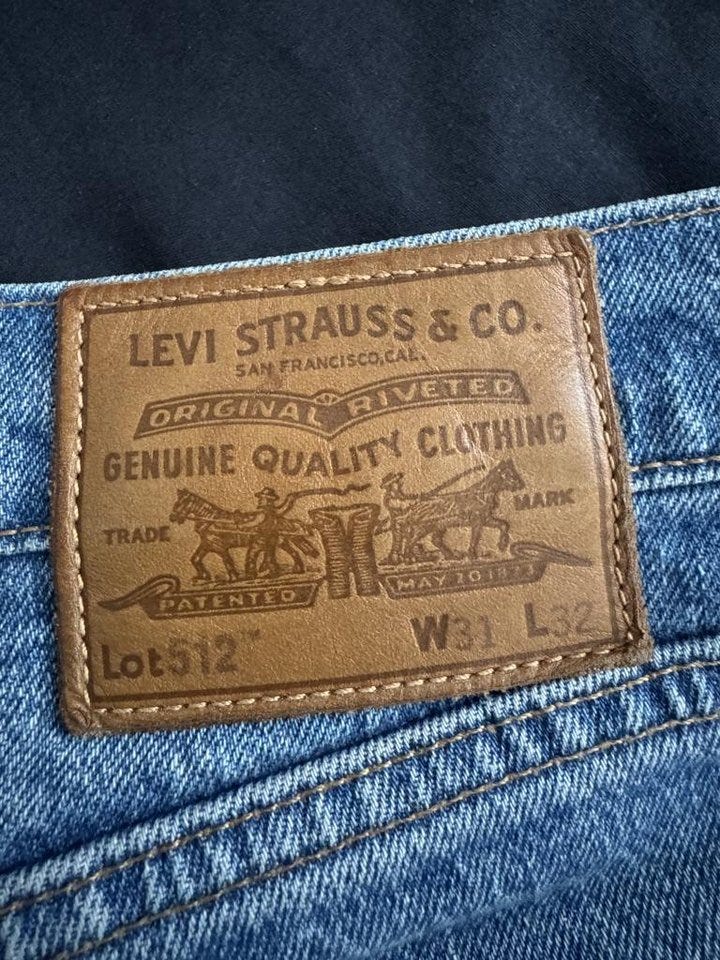 LEVI STRAUSS & CO.
SAN FRANCISCO, CAL.
ORIGINAL RIVETED
GENUINE QUALITY CLOTHING
TRADE MARK
PATENTED MAY 20 1873
Lot 512™ W31 L32